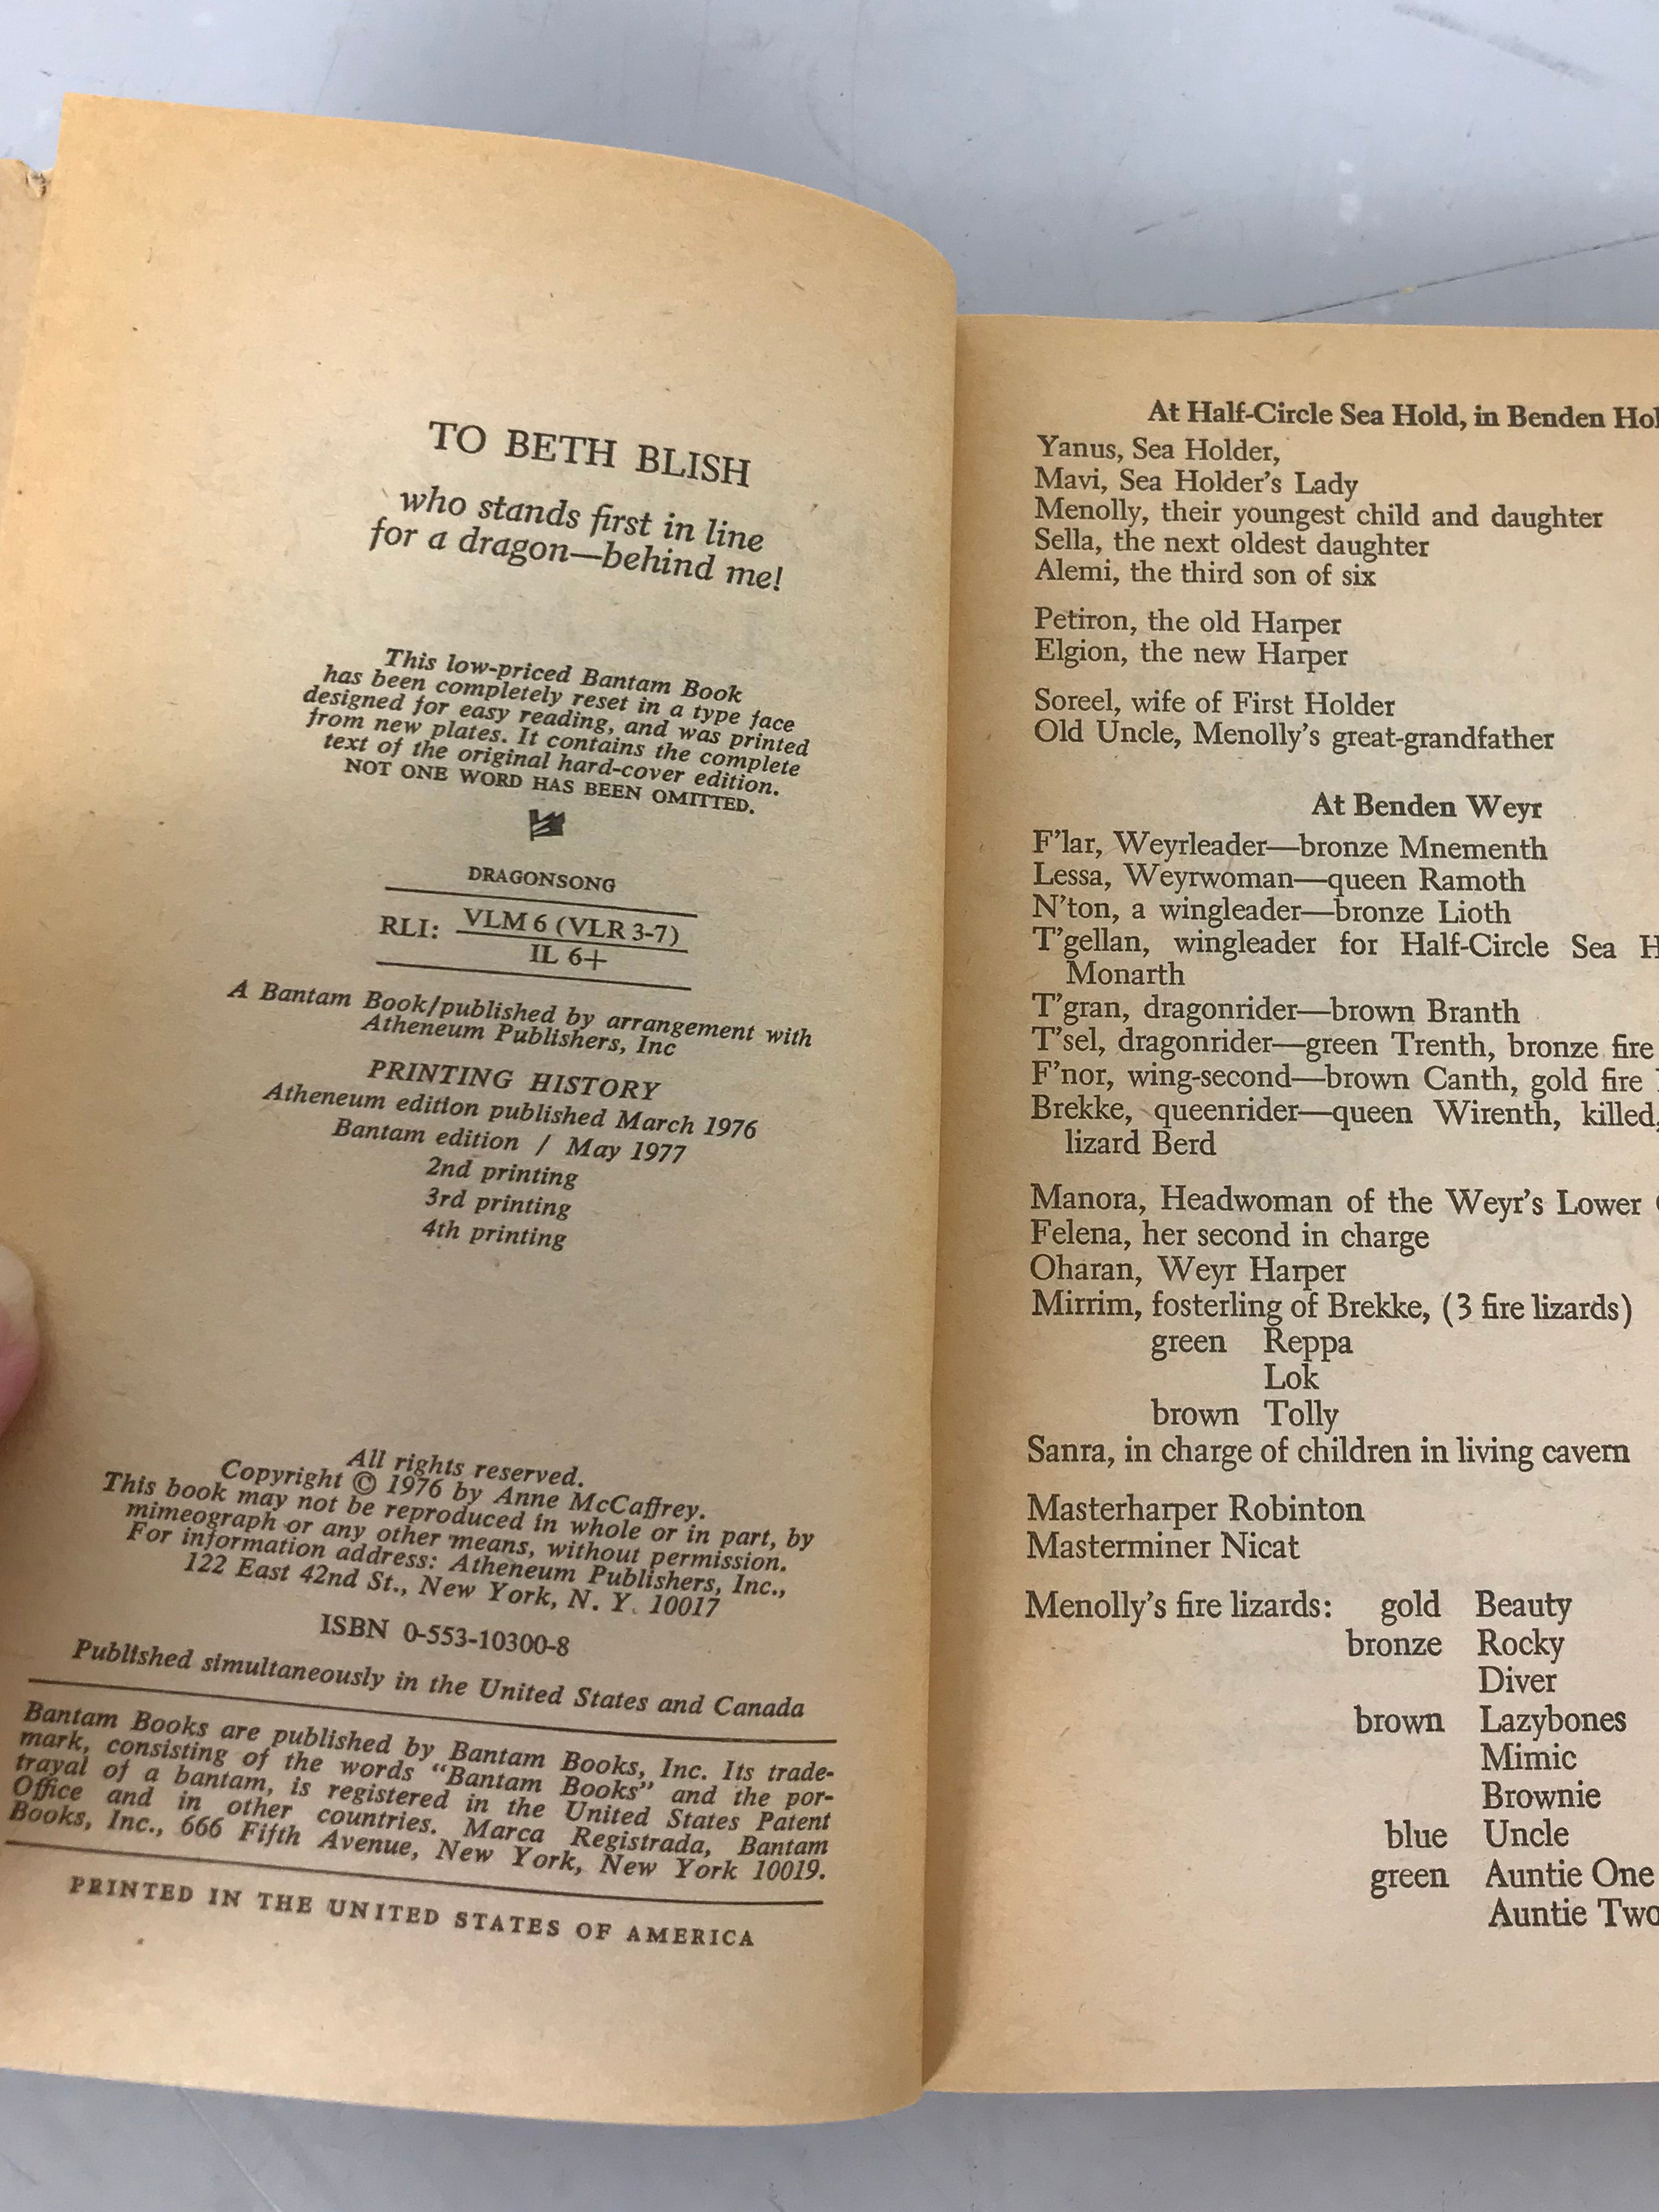 TO BETH BLISH
who stands first in line
for a dragon—behind me!
This low-priced Bantam Book
has been completely reset in a type face
designed for easy reading, and was printed
from new plates. It contains the complete
text of the original hard-cover edition.
NOT ONE WORD HAS BEEN OMITTED.
DRAGONSONG
RLI: VLM 6 (VLR 3-7)
IL 6+
A Bantam Book/published by arrangement with
Atheneum Publishers, Inc
PRINTING HISTORY
Atheneum edition published March 1976
Bantam edition / May 1977
2nd printing
3rd printing
4th printing
All rights reserved.
Copyright © 1976 by Anne McCaffrey.
This book may not be reproduced in whole or in part, by
mimeograph or any other means, without permission.
For information address: Atheneum Publishers, Inc.,
122 East 42nd St., New York, N. Y. 10017
ISBN 0-553-10300-8
Published simultaneously in the United States and Canada
Bantam Books are published by Bantam Books, Inc. Its trade-
mark, consisting of the words “Bantam Books” and the por-
trayal of a bantam, is registered in the United States Patent
Office and in other countries. Marca Registrada, Bantam
Books, Inc., 666 Fifth Avenue, New York, New York 10019.
PRINTED IN THE UNITED STATES OF AMERICA
At Half-Circle Sea Hold, in Benden Hol
Yanus, Sea Holder,
Mavi, Sea Holder’s Lady
Menolly, their youngest child and daughter
Sella, the next oldest daughter
Alemi, the third son of six
Petiron, the old Harper
Elgion, the new Harper
Soreel, wife of First Holder
Old Uncle, Menolly’s great-grandfather
At Benden Weyr
F’lar, Weyrleader—bronze Mnementh
Lessa, Weyrwoman—queen Ramoth
N’ton, a wingleader—bronze Lioth
T’gellan, wingleader for Half-Circle Sea H
Monarth
T’gran, dragonrider—brown Branth
T’sel, dragonrider—green Trenth, bronze fire
F’nor, wing-second—brown Canth, gold fire
Brekke, queenrider—queen Wirenth, killed,
lizard Berd
Manora, Headwoman of the Weyr’s Lower
Felena, her second in charge
Oharan, Weyr Harper
Mirrim, fosterling of Brekke, (3 fire lizards)
green Reppa
Lok
brown Tolly
Sanra, in charge of children in living cavern
Masterharper Robinton
Masterminer Nicat
Menolly’s fire lizards: gold Beauty
bronze Rocky
Diver
brown Lazybones
Mimic
Brownie
blue Uncle
green Auntie One
Auntie Two